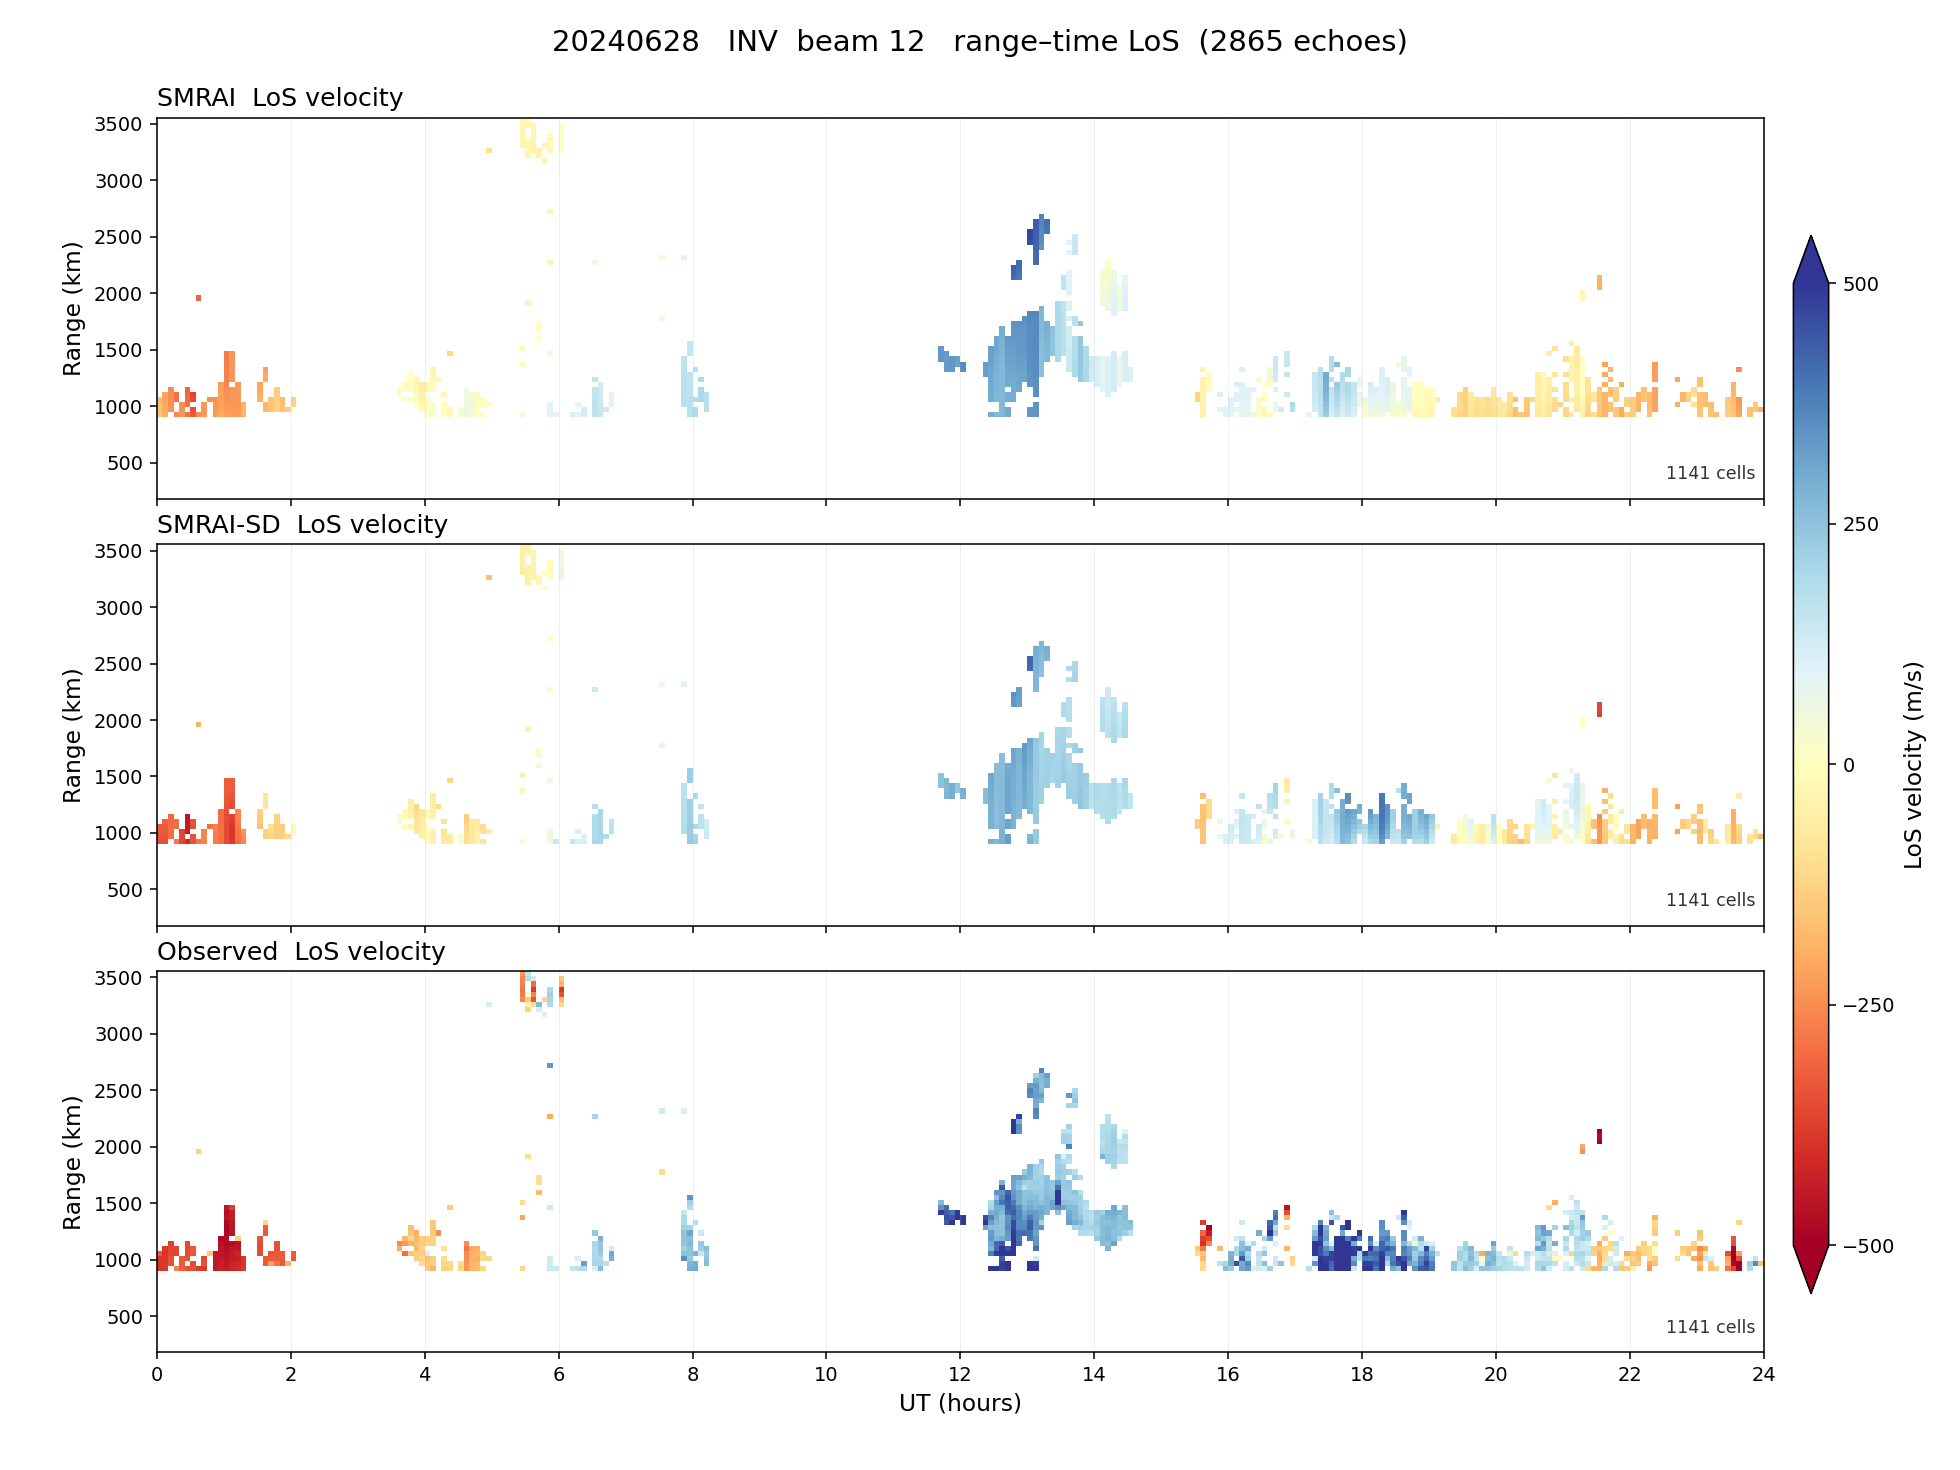 20240628   INV  beam 12   range–time LoS  (2865 echoes)
SMRAI  LoS velocity
3500
3000
2500
2000
1500
1000
500
Range (km)
1141 cells
SMRAI-SD  LoS velocity
3500
3000
2500
2000
1500
1000
500
Range (km)
1141 cells
Observed  LoS velocity
3500
3000
2500
2000
1500
1000
500
Range (km)
1141 cells
0 2 4 6 8 10 12 14 16 18 20 22 24
UT (hours)
500
250
0
−250
−500
LoS velocity (m/s)